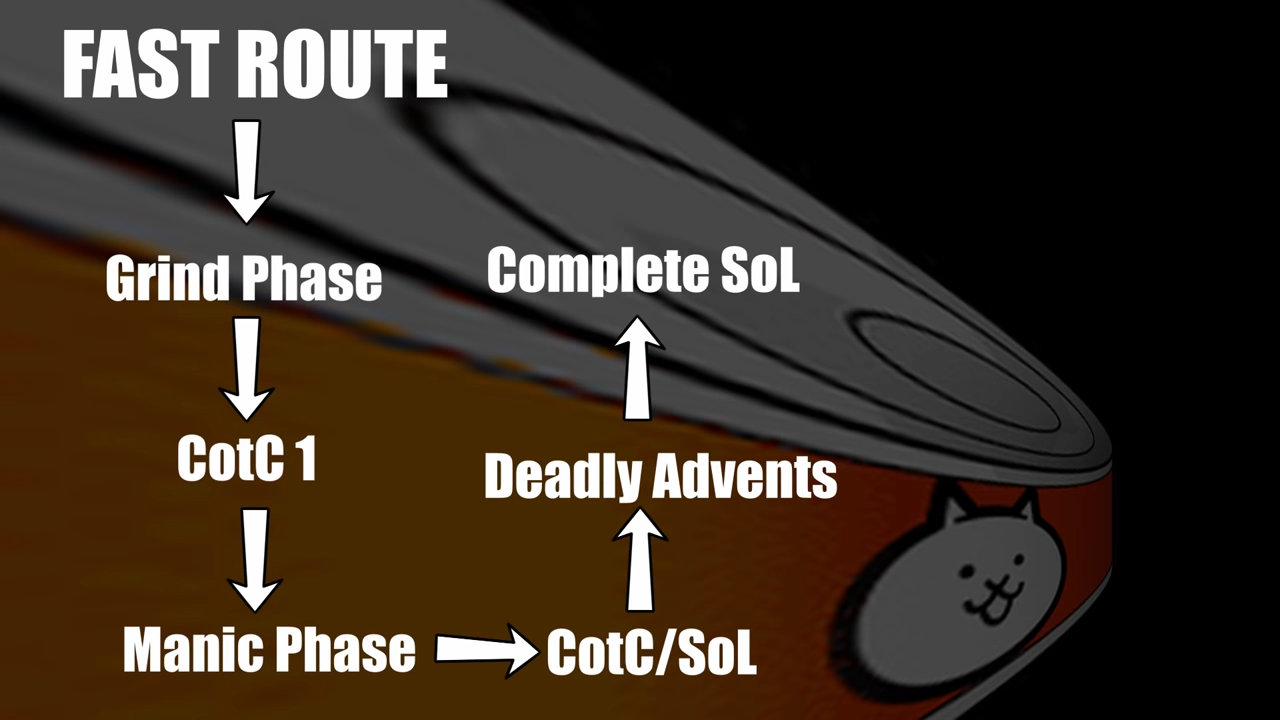 FAST ROUTE
Grind Phase
CotC 1
Manic Phase
CotC/SoL
Deadly Advents
Complete SoL